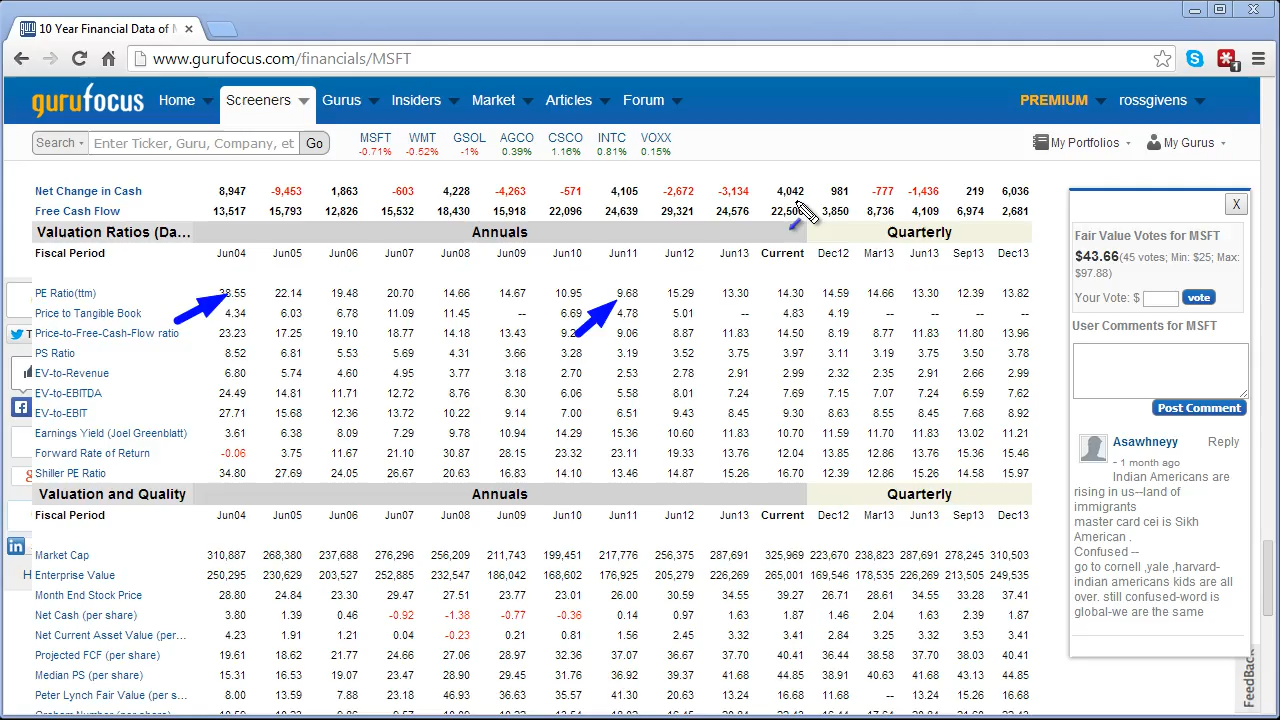 10 Year Financial Data of M
www.gurufocus.com/financials/MSFT
gurufocus Home Screeners Gurus Insiders Market Articles Forum PREMIUM rossgivens
Search Enter Ticker, Guru, Company, et Go
MSFT WMT GSOL AGCO CSCO INTC VOXX
-0.71% -0.52% -1% 0.39% 1.16% 0.81% 0.15%
My Portfolios My Gurus
Net Change in Cash 8,947 -9,453 1,863 -603 4,228 -4,263 -571 4,105 -2,672 -3,134 4,042 981 -777 -1,436 219 6,036
Free Cash Flow 13,517 15,793 12,826 15,532 18,430 15,918 22,096 24,639 29,321 24,576 3,850 8,736 4,109 6,974 2,681
Valuation Ratios (Da... Annuals Quarterly
Fiscal Period Jun04 Jun05 Jun06 Jun07 Jun08 Jun09 Jun10 Jun11 Jun12 Jun13 Current Dec12 Mar13 Jun13 Sep13 Dec13
PE Ratio(ttm) 22.14 19.48 20.70 14.66 14.67 10.95 9.68 15.29 13.30 14.30 14.59 14.66 13.30 12.39 13.82
Price to Tangible Book 4.34 6.03 6.78 11.09 11.45 -- 6.69 4.78 5.01 -- 4.83 4.19 -- -- -- --
Price-to-Free-Cash-Flow ratio 23.23 17.25 19.10 18.77 14.18 13.43 9.06 8.87 11.83 14.50 8.19 8.77 11.83 11.80 13.96
PS Ratio 8.52 6.81 5.53 5.69 4.31 3.66 3.28 3.19 3.52 3.75 3.97 3.11 3.19 3.75 3.50 3.78
EV-to-Revenue 6.80 5.74 4.60 4.95 3.77 3.18 2.70 2.53 2.78 2.91 2.99 2.32 2.35 2.91 2.66 2.99
EV-to-EBITDA 24.49 14.81 11.71 12.72 8.76 8.21 6.06 5.58 8.01 7.24 7.69 7.15 7.07 7.24 6.59 7.62
EV-to-EBIT 27.71 15.68 12.36 13.72 10.22 9.14 7.00 6.51 9.43 8.45 9.30 8.63 8.55 8.45 7.68 8.92
Earnings Yield (Joel Greenblatt) 3.61 6.38 8.09 7.29 9.78 10.94 14.29 15.36 10.60 11.83 10.70 11.59 11.70 11.83 13.02 11.21
Forward Rate of Return -0.06 3.75 11.67 21.10 30.87 28.15 23.32 23.11 19.33 13.76 12.04 13.85 12.86 13.76 15.36 15.46
Shiller PE Ratio 34.80 27.69 24.05 26.67 20.63 16.83 14.10 13.46 14.87 15.26 16.70 12.39 12.86 15.26 14.58 15.97
Valuation and Quality Annuals Quarterly
Fiscal Period Jun04 Jun05 Jun06 Jun07 Jun08 Jun09 Jun10 Jun11 Jun12 Jun13 Current Dec12 Mar13 Jun13 Sep13 Dec13
Market Cap 310,887 268,380 237,688 276,296 256,209 211,743 199,451 217,776 256,375 287,691 325,969 223,670 238,823 287,691 278,245 310,503
Enterprise Value 250,295 230,629 203,527 252,885 232,547 186,042 168,602 176,925 205,279 226,269 265,001 169,546 178,535 226,269 213,505 249,535
Month End Stock Price 28.80 24.84 23.30 29.47 27.51 23.77 23.01 26.00 30.59 34.55 39.27 26.71 28.61 34.55 33.28 37.41
Net Cash (per share) 3.80 1.39 0.46 -0.92 -1.38 -0.77 -0.36 0.14 0.97 1.63 1.87 1.46 2.04 1.63 2.39 1.87
Net Current Asset Value (per... 4.23 1.91 1.21 0.04 -0.23 0.21 0.81 1.56 2.45 3.32 3.41 2.84 3.25 3.32 3.53 3.41
Projected FCF (per share) 19.61 18.62 21.77 24.66 27.06 28.97 32.36 37.07 36.67 37.70 40.41 36.44 38.58 37.70 38.03 40.41
Median PS (per share) 15.31 16.53 19.07 23.47 28.90 29.45 31.76 36.92 39.37 41.68 44.85 38.91 40.63 41.68 43.13 44.85
Peter Lynch Fair Value (per s... 8.00 13.59 7.88 23.18 46.93 36.63 35.57 41.30 20.63 13.24 16.68 11.68 -- 13.24 15.26 16.68
X
Fair Value Votes for MSFT
$43.66(45 votes; Min: $25; Max:
$97.88)
Your Vote: $ vote
User Comments for MSFT
Post Comment
Asawhneyy Reply
- 1 month ago
Indian Americans are
rising in us--land of
immigrants
master card cei is Sikh
American .
Confused --
go to cornell ,yale ,harvard-
indian americans kids are all
over. still confused-word is
global-we are the same
FeedBack